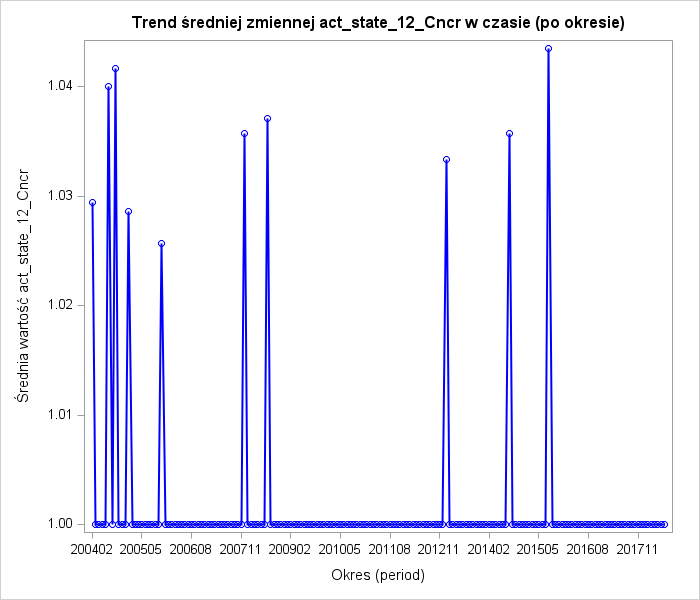 Trend średniej zmiennej act_state_12_Cncr w czasie (po okresie)
Średnia wartość act_state_12_Cncr
1.04
1.03
1.02
1.01
1.00
200402 200505 200608 200711 200902 201005 201108 201211 201402 201505 201608 201711
Okres (period)